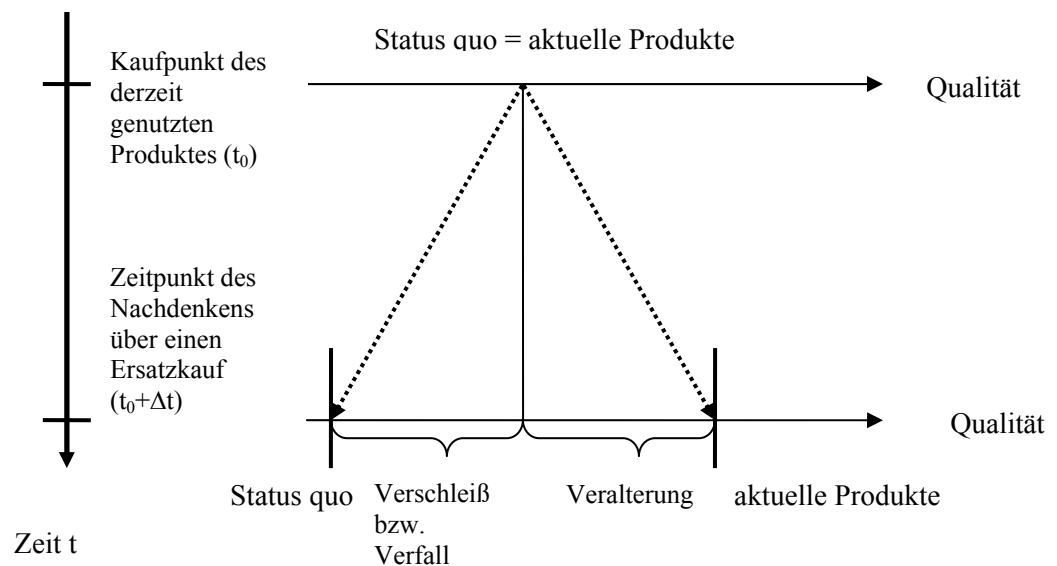 Status quo = aktuelle Produkte
Kaufpunkt des
derzeit
genutzten
Produktes (t₀)
Qualität
Zeitpunkt des
Nachdenkens
über einen
Ersatzkauf
(t₀+Δt)
Qualität
Status quo
Verschleiß
bzw.
Verfall
Veralterung
aktuelle Produkte
Zeit t